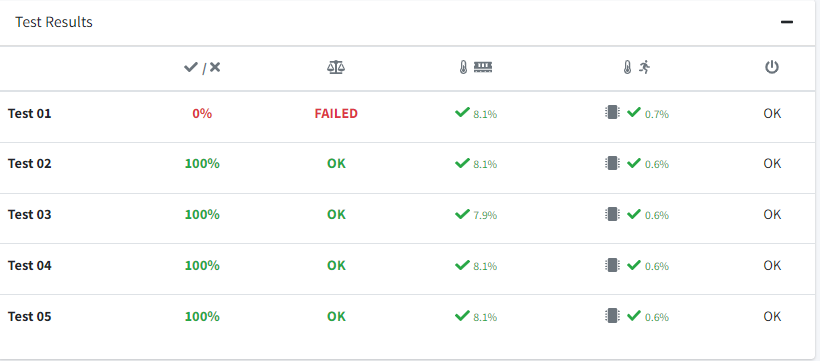 Test Results
/
Test 01 0% FAILED 8.1% 0.7% OK
Test 02 100% OK 8.1% 0.6% OK
Test 03 100% OK 7.9% 0.6% OK
Test 04 100% OK 8.1% 0.6% OK
Test 05 100% OK 8.1% 0.6% OK